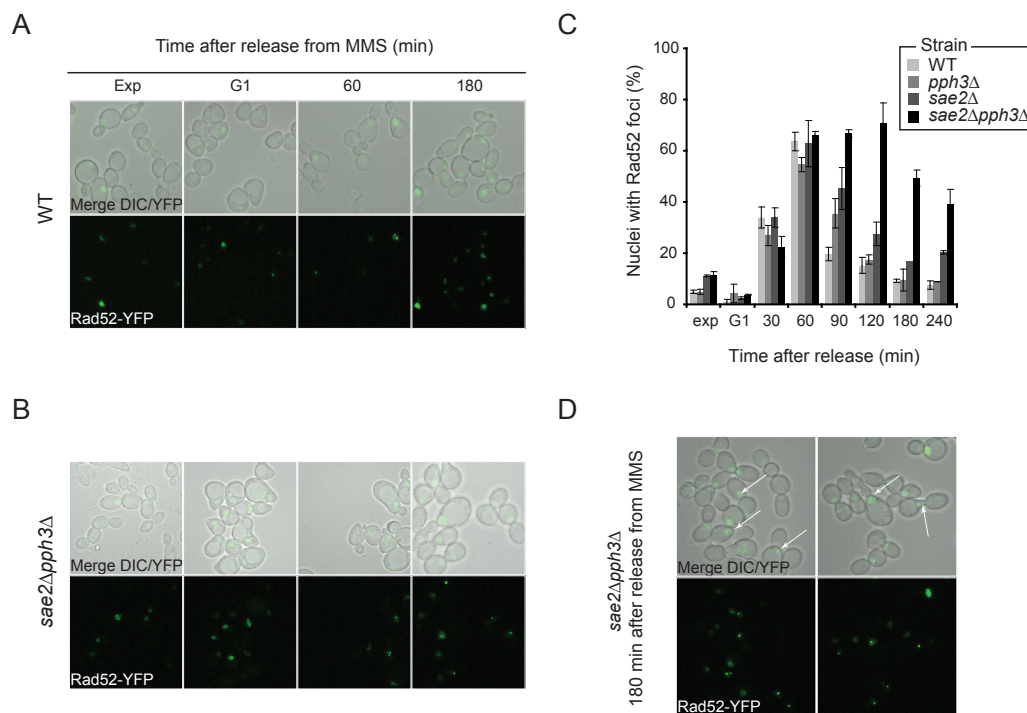 A
Time after release from MMS (min)
Exp G1 60 180
WT
Merge DIC/YFP
Rad52-YFP
B
sae2Δpph3Δ
Merge DIC/YFP
Rad52-YFP
C
Nuclei with Rad52 foci (%)
100
80
60
40
20
0
exp G1 30 60 90 120 180 240
Time after release (min)
Strain
WT
pph3Δ
sae2Δ
sae2Δpph3Δ
D
sae2Δpph3Δ
180 min after release from MMS
Merge DIC/YFP
Rad52-YFP